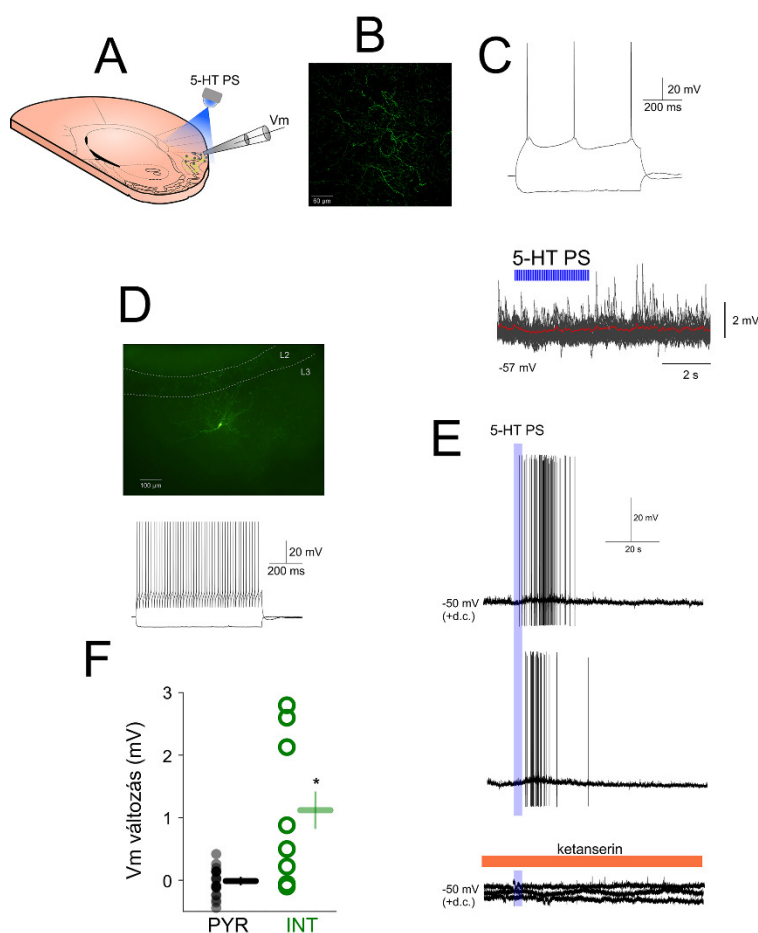 A
5-HT PS
Vm
B
60 µm
C
20 mV
200 ms
5-HT PS
2 mV
-57 mV
2 s
D
L2
L3
100 µm
20 mV
200 ms
E
5-HT PS
20 mV
20 s
-50 mV
(+d.c.)
ketanserin
-50 mV
(+d.c.)
F
Vm változás (mV)
3
2
1
0
*
PYR
INT